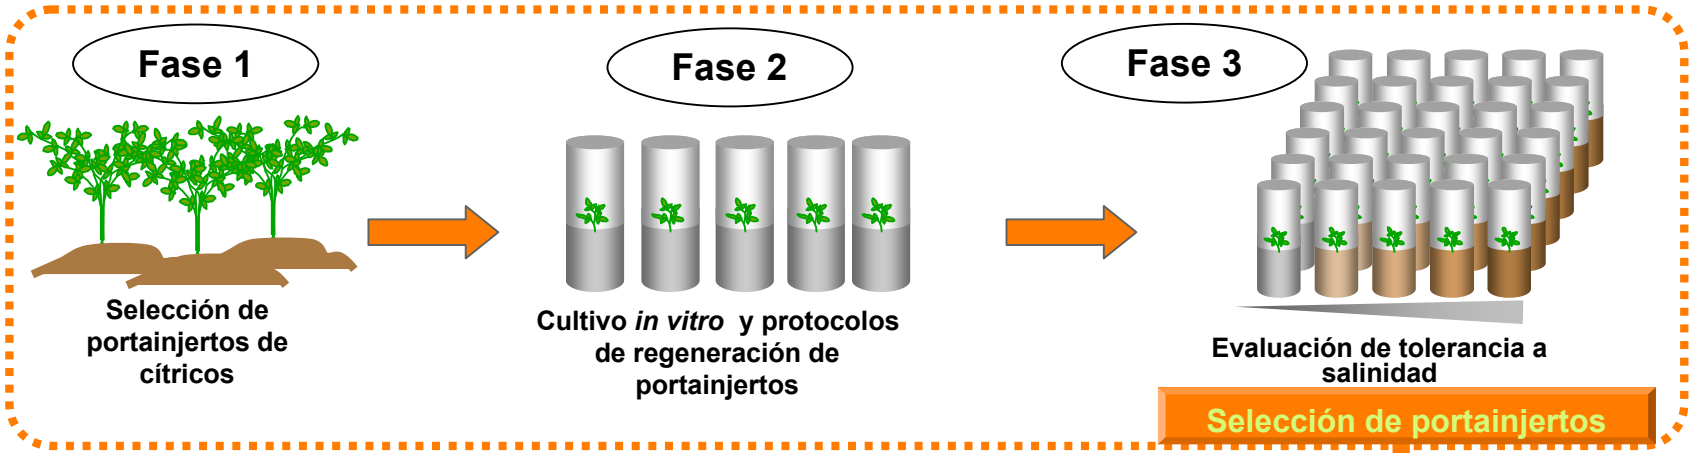 Fase 1
Selección de
portainjertos de
cítricos
Fase 2
Cultivo in vitro y protocolos
de regeneración de
portainjertos
Fase 3
Evaluación de tolerancia a
salinidad
Selección de portainjertos